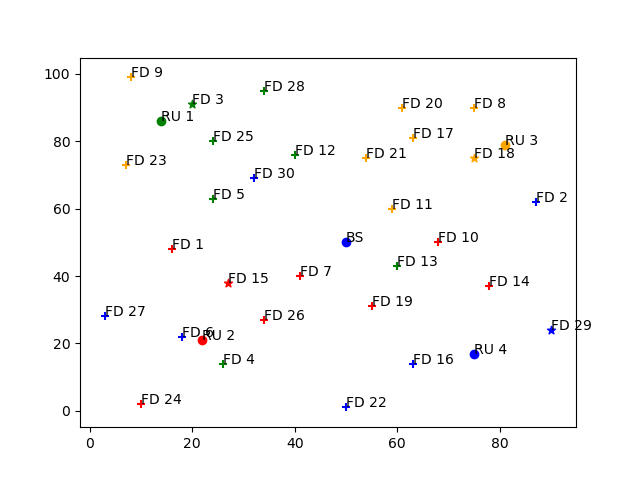 FD 9
FD 28
FD 3
FD 20
FD 8
RU 1
FD 25
FD 17
RU 3
FD 12
FD 21
FD 18
FD 23
FD 30
FD 5
FD 2
FD 11
BS
FD 10
FD 1
FD 13
FD 7
FD 15
FD 14
FD 19
FD 27
FD 26
FD 29
FD 6
RU 2
RU 4
FD 4
FD 16
FD 24
FD 22
100
80
60
40
20
0
0 20 40 60 80